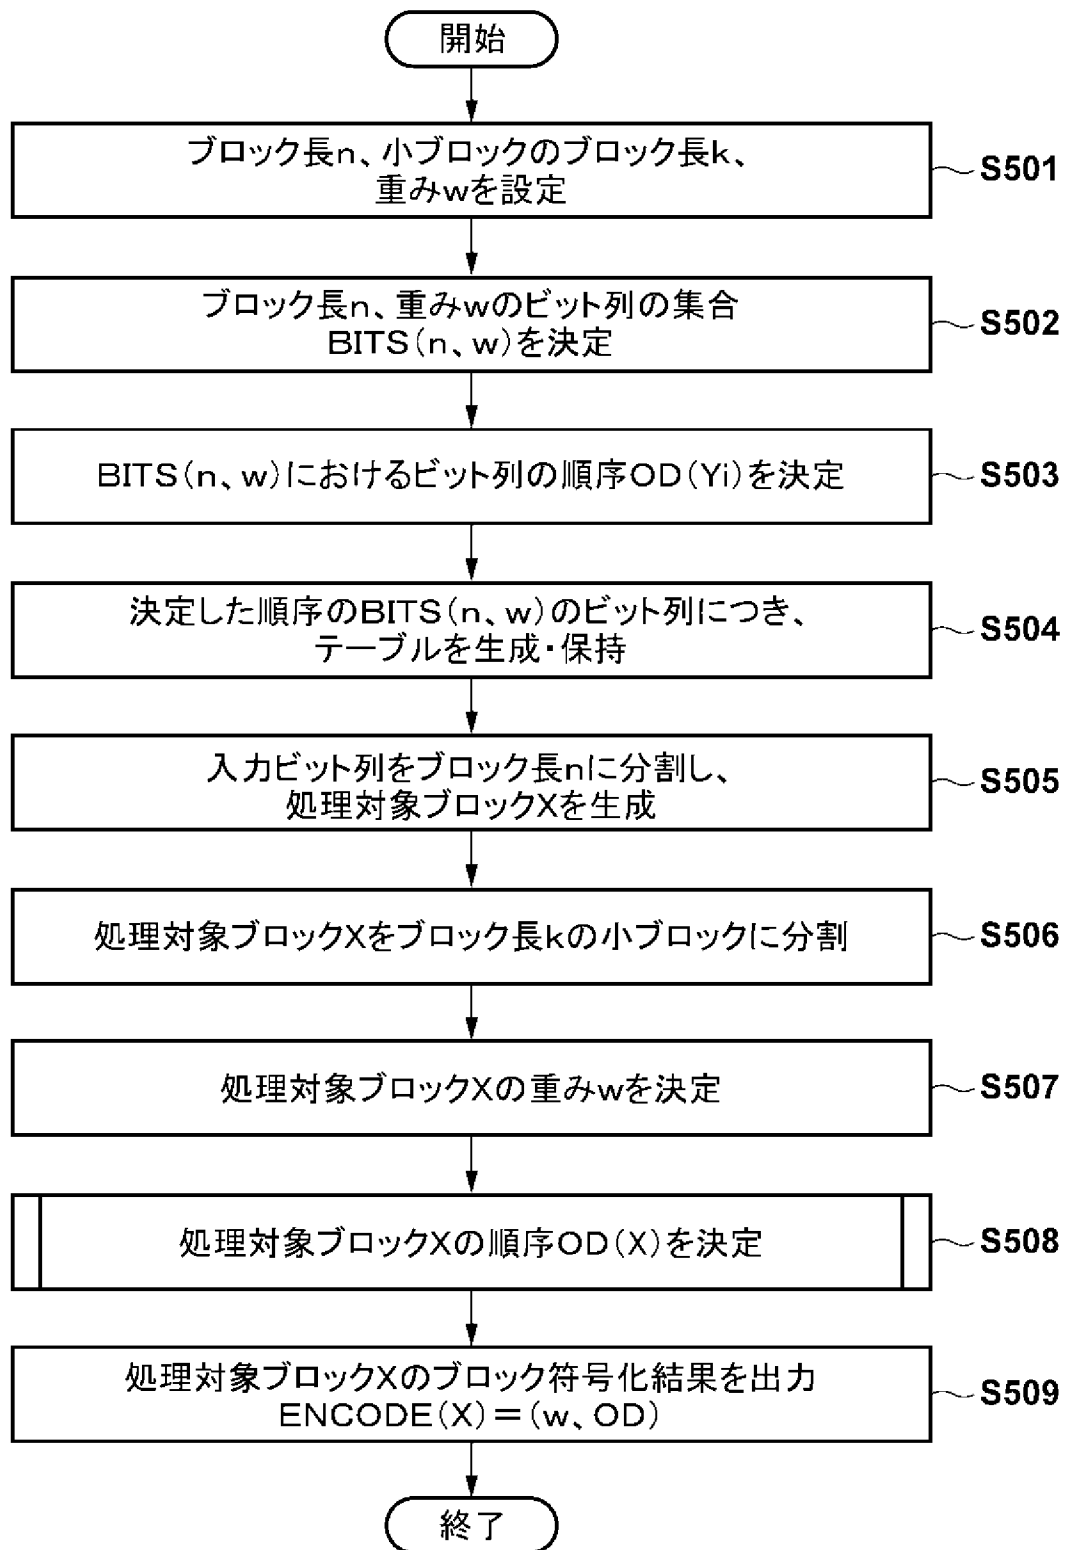 開始
ブロック長n、小ブロックのブロック長k、
重みwを設定
S501
ブロック長n、重みwのビット列の集合
BITS(n、w)を決定
S502
BITS(n、w)におけるビット列の順序OD(Yi)を決定
S503
決定した順序のBITS(n、w)のビット列につき、
テーブルを生成・保持
S504
入力ビット列をブロック長nに分割し、
処理対象ブロックXを生成
S505
処理対象ブロックXをブロック長kの小ブロックに分割
S506
処理対象ブロックXの重みwを決定
S507
処理対象ブロックXの順序OD(X)を決定
S508
処理対象ブロックXのブロック符号化結果を出力
ENCODE(X)=(w、OD)
S509
終了